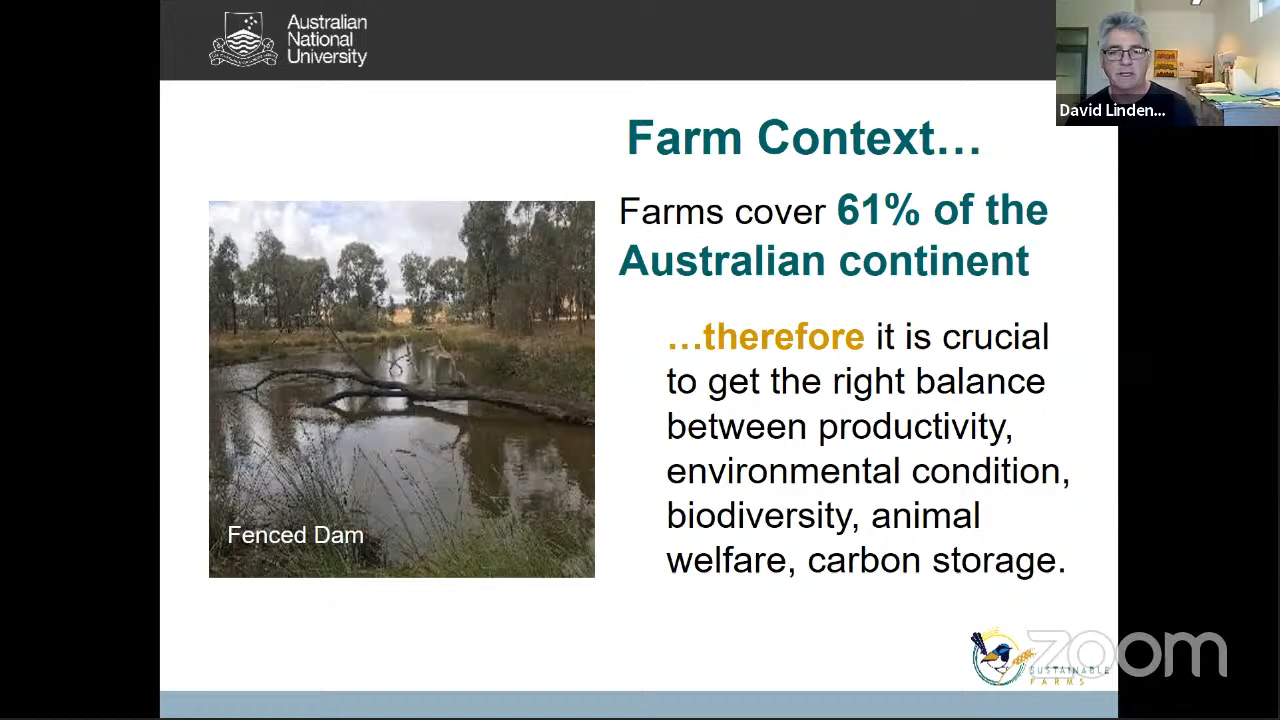 Australian
National
University
David Linden...
Farm Context...
Farms cover 61% of the
Australian continent
...therefore it is crucial
to get the right balance
between productivity,
environmental condition,
biodiversity, animal
welfare, carbon storage.
Fenced Dam
zoom
SUSTAINABLE
FARMS